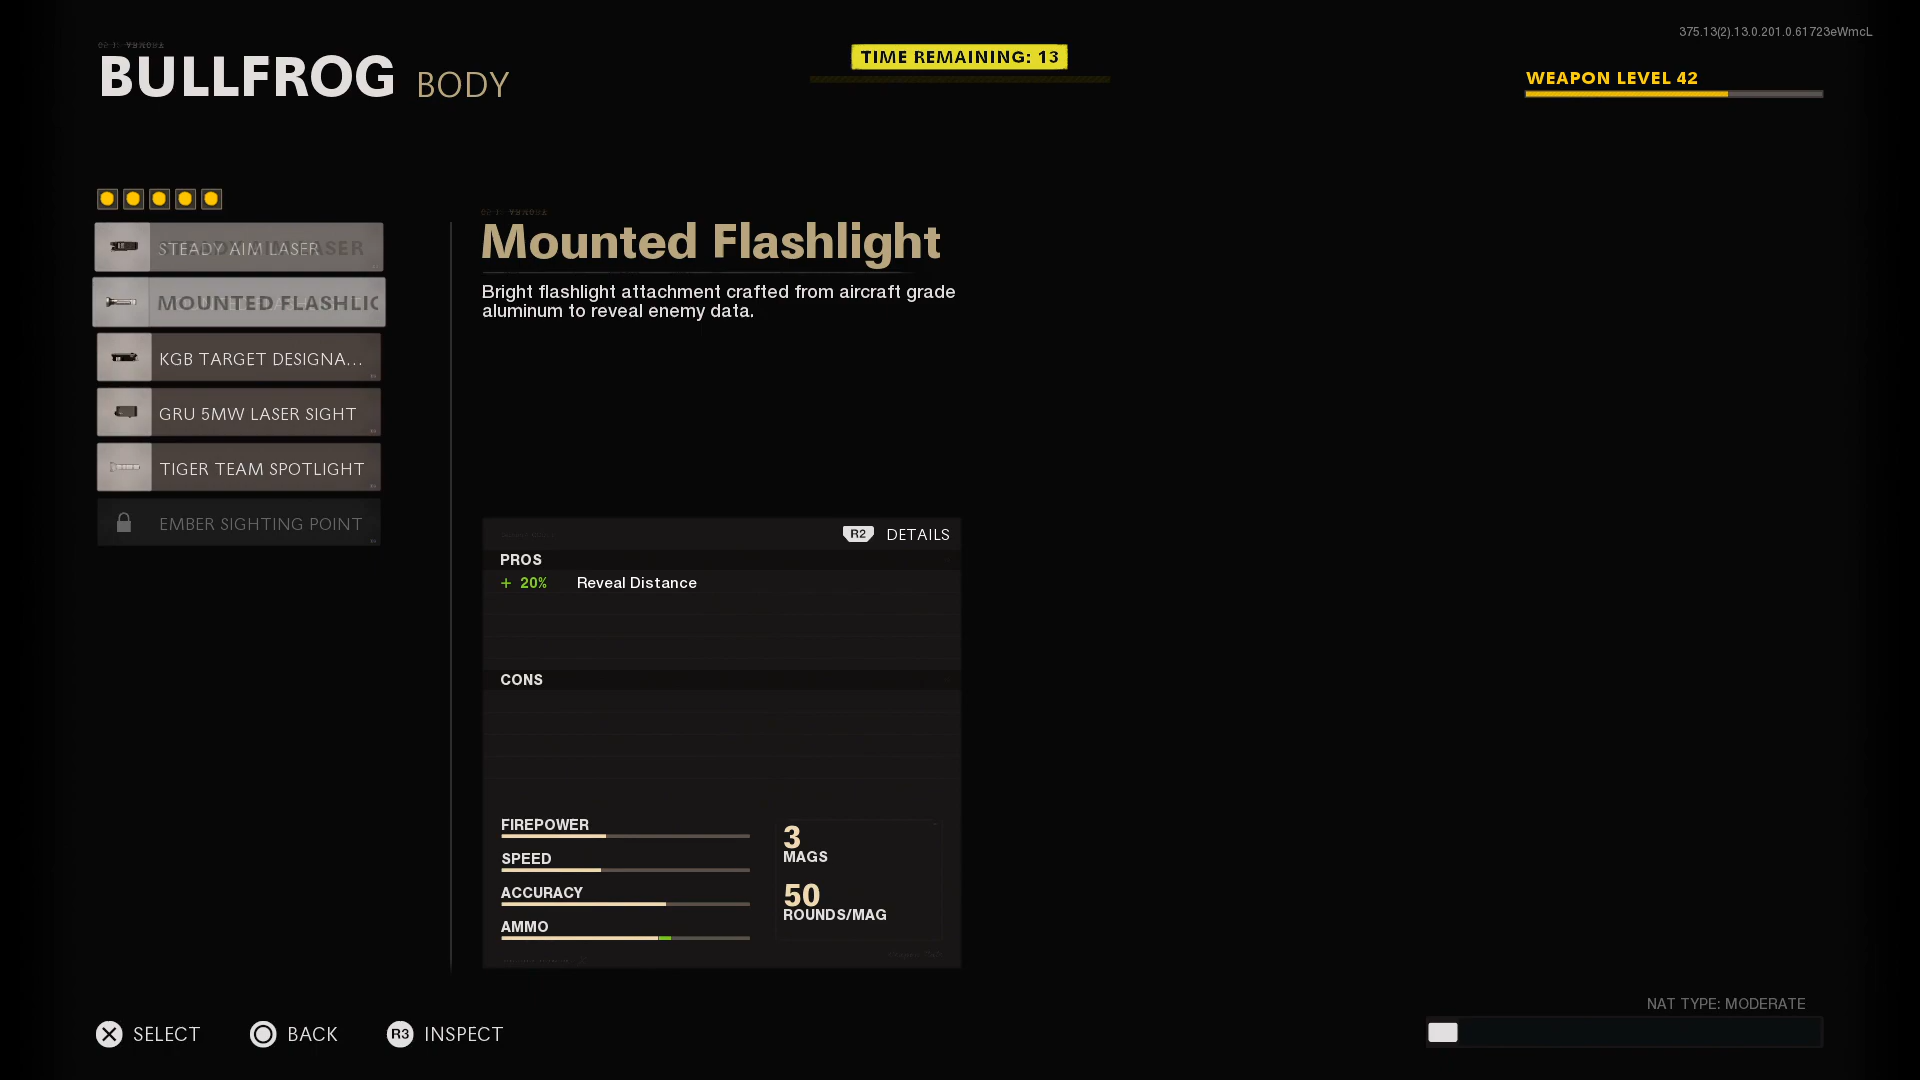 BULLFROG BODY
TIME REMAINING: 13
375.13(2).13.0.201.0.61723eWmcL
WEAPON LEVEL 42
STEADY AIM LASER
MOUNTED FLASHLIG
KGB TARGET DESIGNA...
GRU 5MW LASER SIGHT
TIGER TEAM SPOTLIGHT
EMBER SIGHTING POINT
Mounted Flashlight
Bright flashlight attachment crafted from aircraft grade
aluminum to reveal enemy data.
R2 DETAILS
PROS
+ 20% Reveal Distance
CONS
FIREPOWER
SPEED
ACCURACY
AMMO
3
MAGS
50
ROUNDS/MAG
SELECT
BACK
R3 INSPECT
NAT TYPE: MODERATE